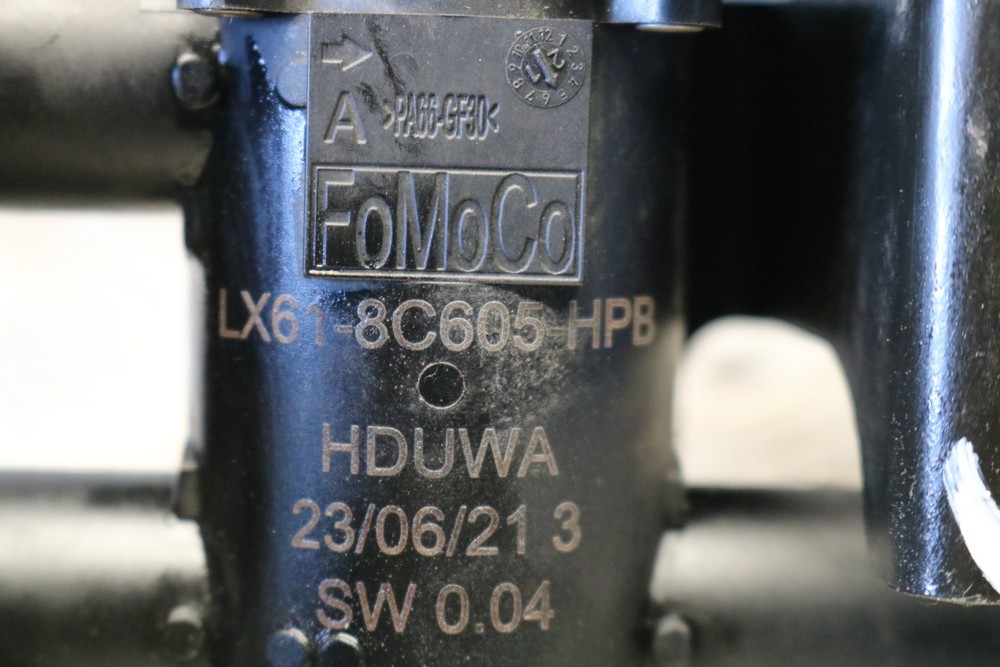 A >PA66-GF30<
FoMoCo
LX61-8C605-HPB
HDUWA
23/06/21 3
SW 0.04